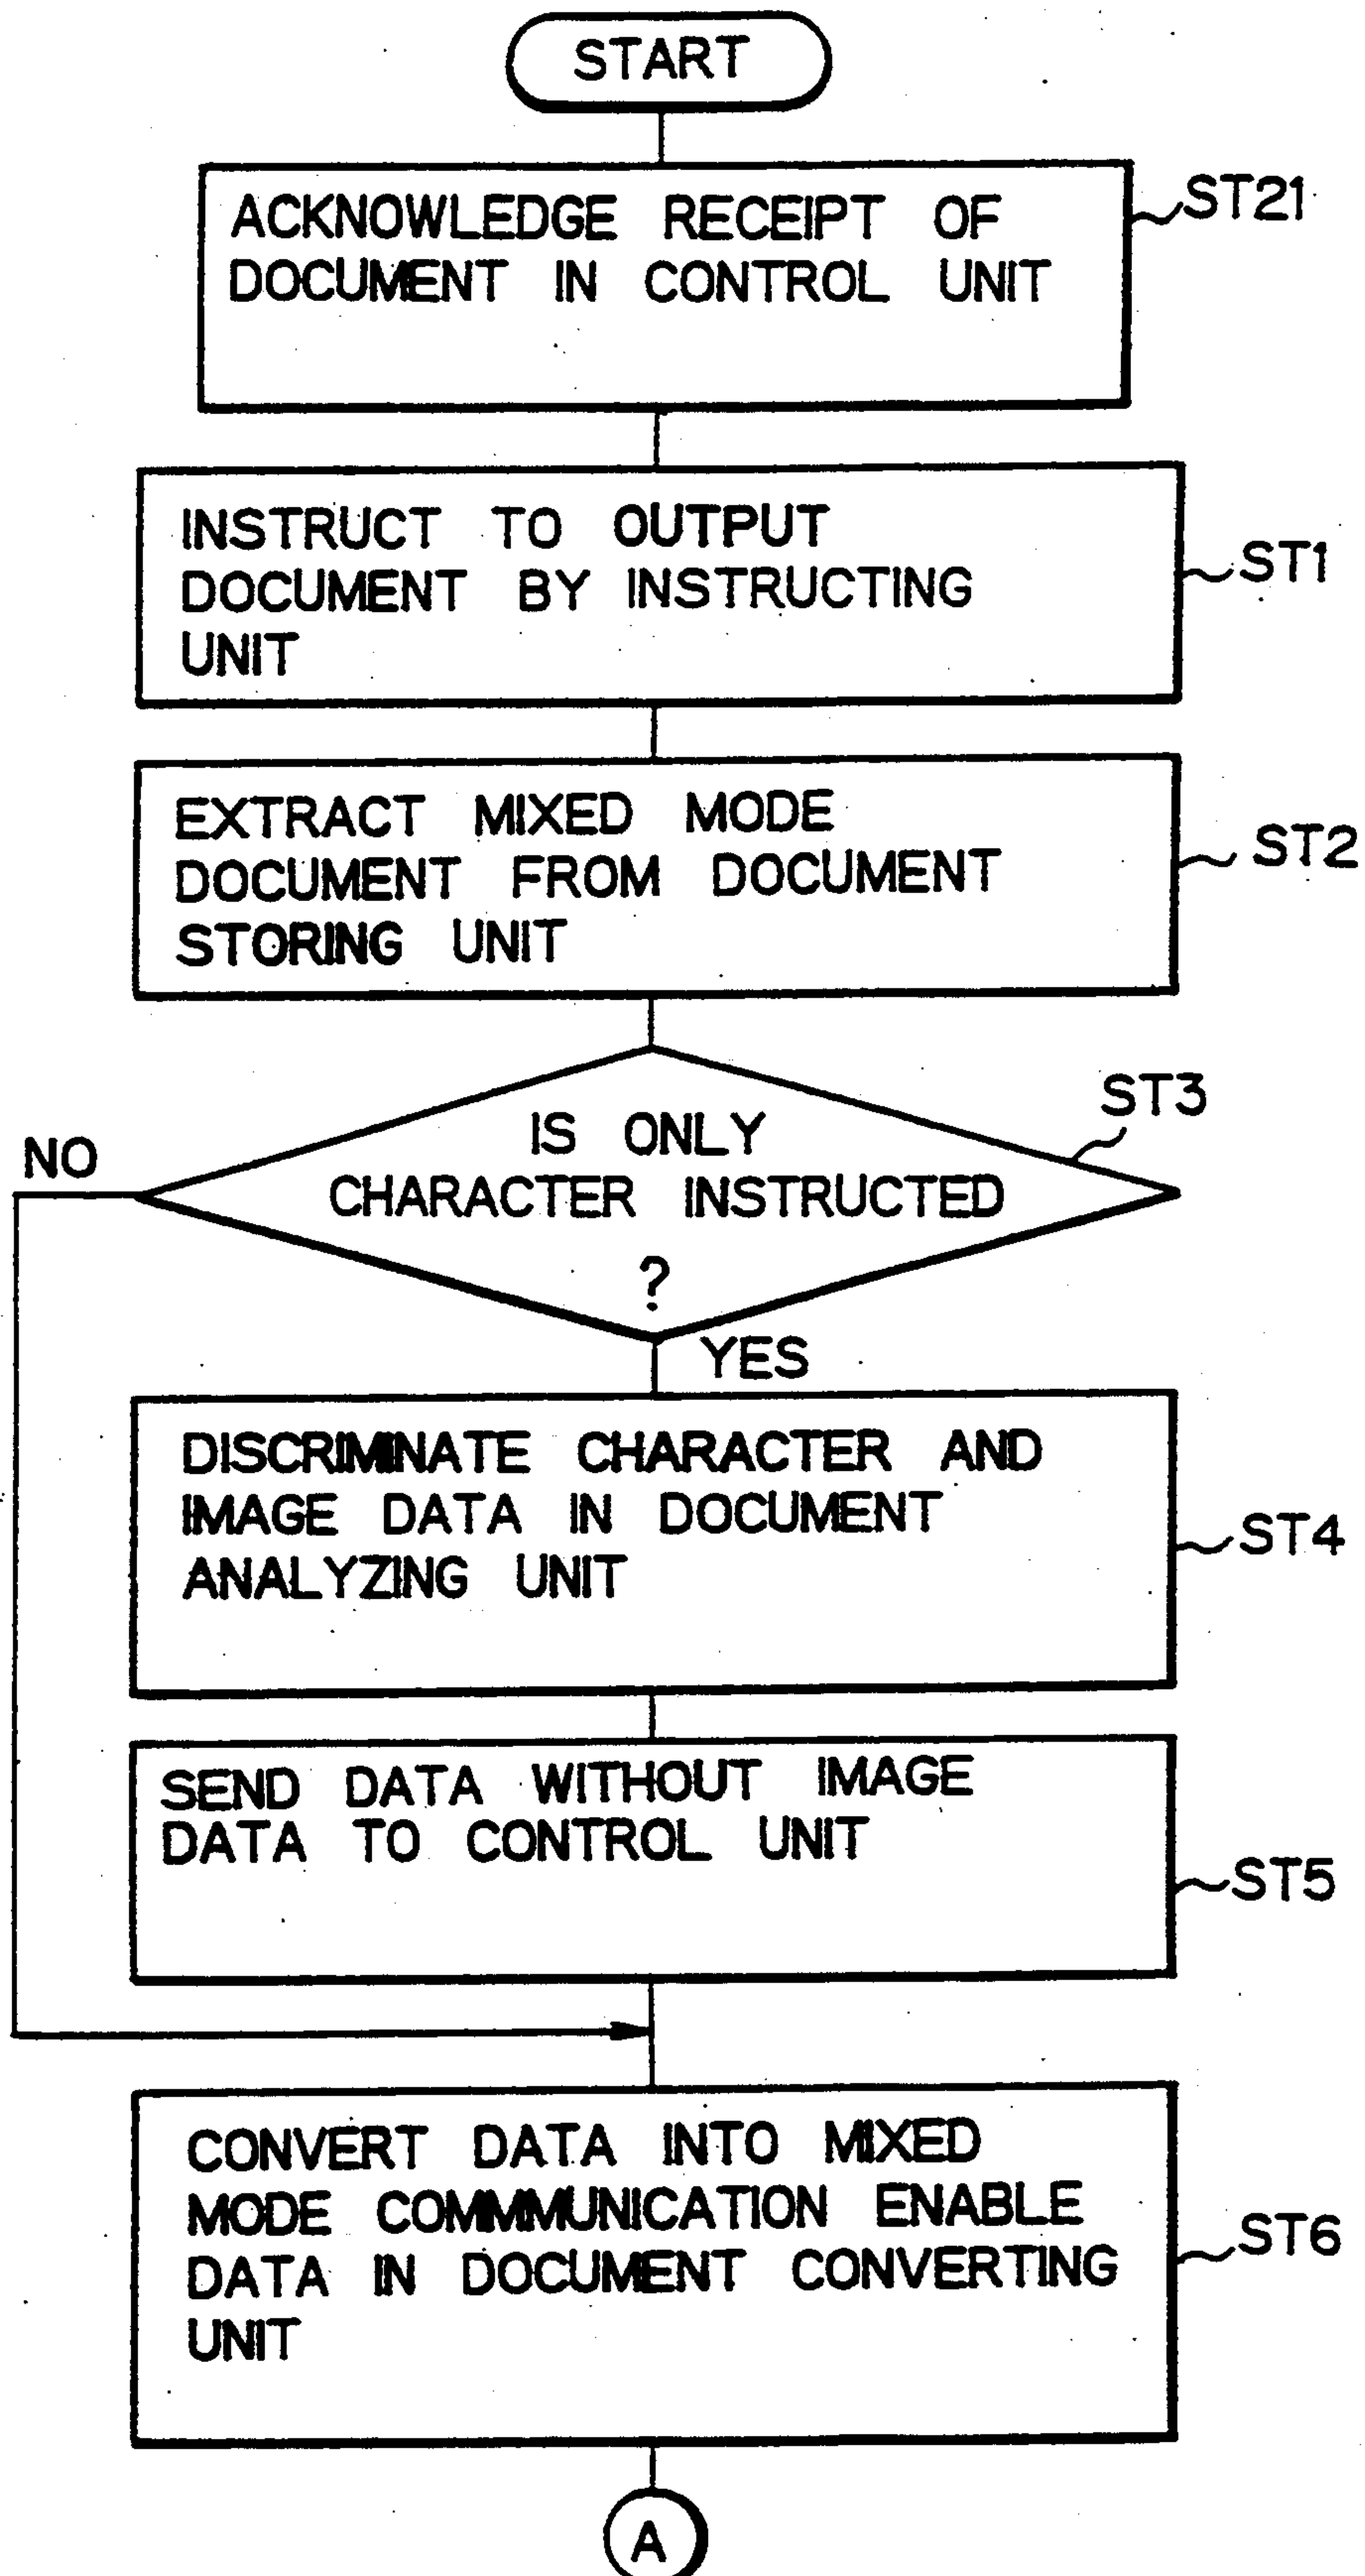 START
ACKNOWLEDGE RECEIPT OF
DOCUMENT IN CONTROL UNIT
ST21
INSTRUCT TO OUTPUT
DOCUMENT BY INSTRUCTING
UNIT
ST1
EXTRACT MIXED MODE
DOCUMENT FROM DOCUMENT
STORING UNIT
ST2
IS ONLY
CHARACTER INSTRUCTED
?
ST3
NO
YES
DISCRIMINATE CHARACTER AND
IMAGE DATA IN DOCUMENT
ANALYZING UNIT
ST4
SEND DATA WITHOUT IMAGE
DATA TO CONTROL UNIT
ST5
CONVERT DATA INTO MIXED
MODE COMMMUNICATION ENABLE
DATA IN DOCUMENT CONVERTING
UNIT
ST6
A